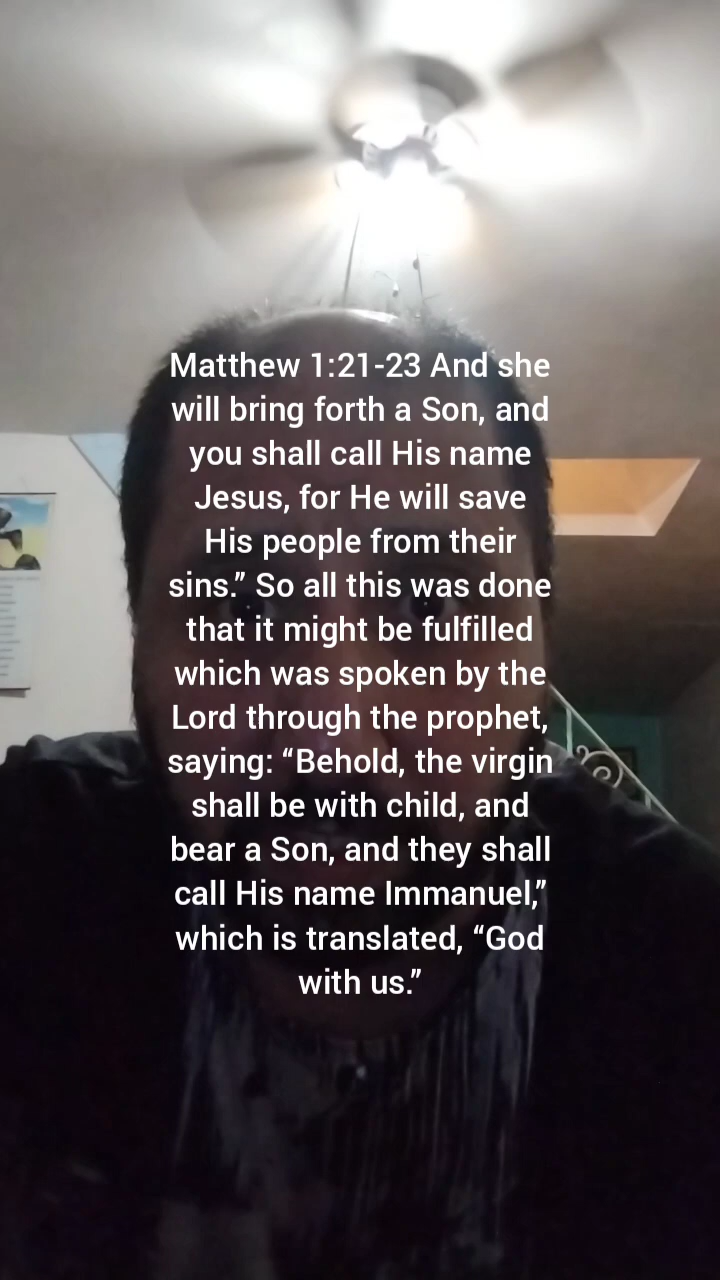 Matthew 1:21-23 And she
will bring forth a Son, and
you shall call His name
Jesus, for He will save
His people from their
sins.” So all this was done
that it might be fulfilled
which was spoken by the
Lord through the prophet,
saying: “Behold, the virgin
shall be with child, and
bear a Son, and they shall
call His name Immanuel,”
which is translated, “God
with us.”